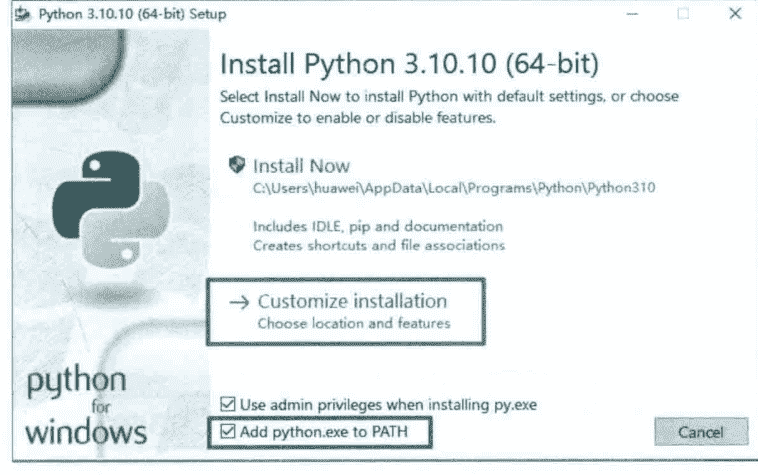 Python 3.10.10 (64-bit) Setup
Install Python 3.10.10 (64-bit)
Select Install Now to install Python with default settings, or choose
Customize to enable or disable features.
Install Now
C:\Users\huawei\AppData\Local\Programs\Python\Python310
Includes IDLE, pip and documentation
Creates shortcuts and file associations
→ Customize installation
Choose location and features
python
for
windows
Use admin privileges when installing py.exe
Add python.exe to PATH
Cancel